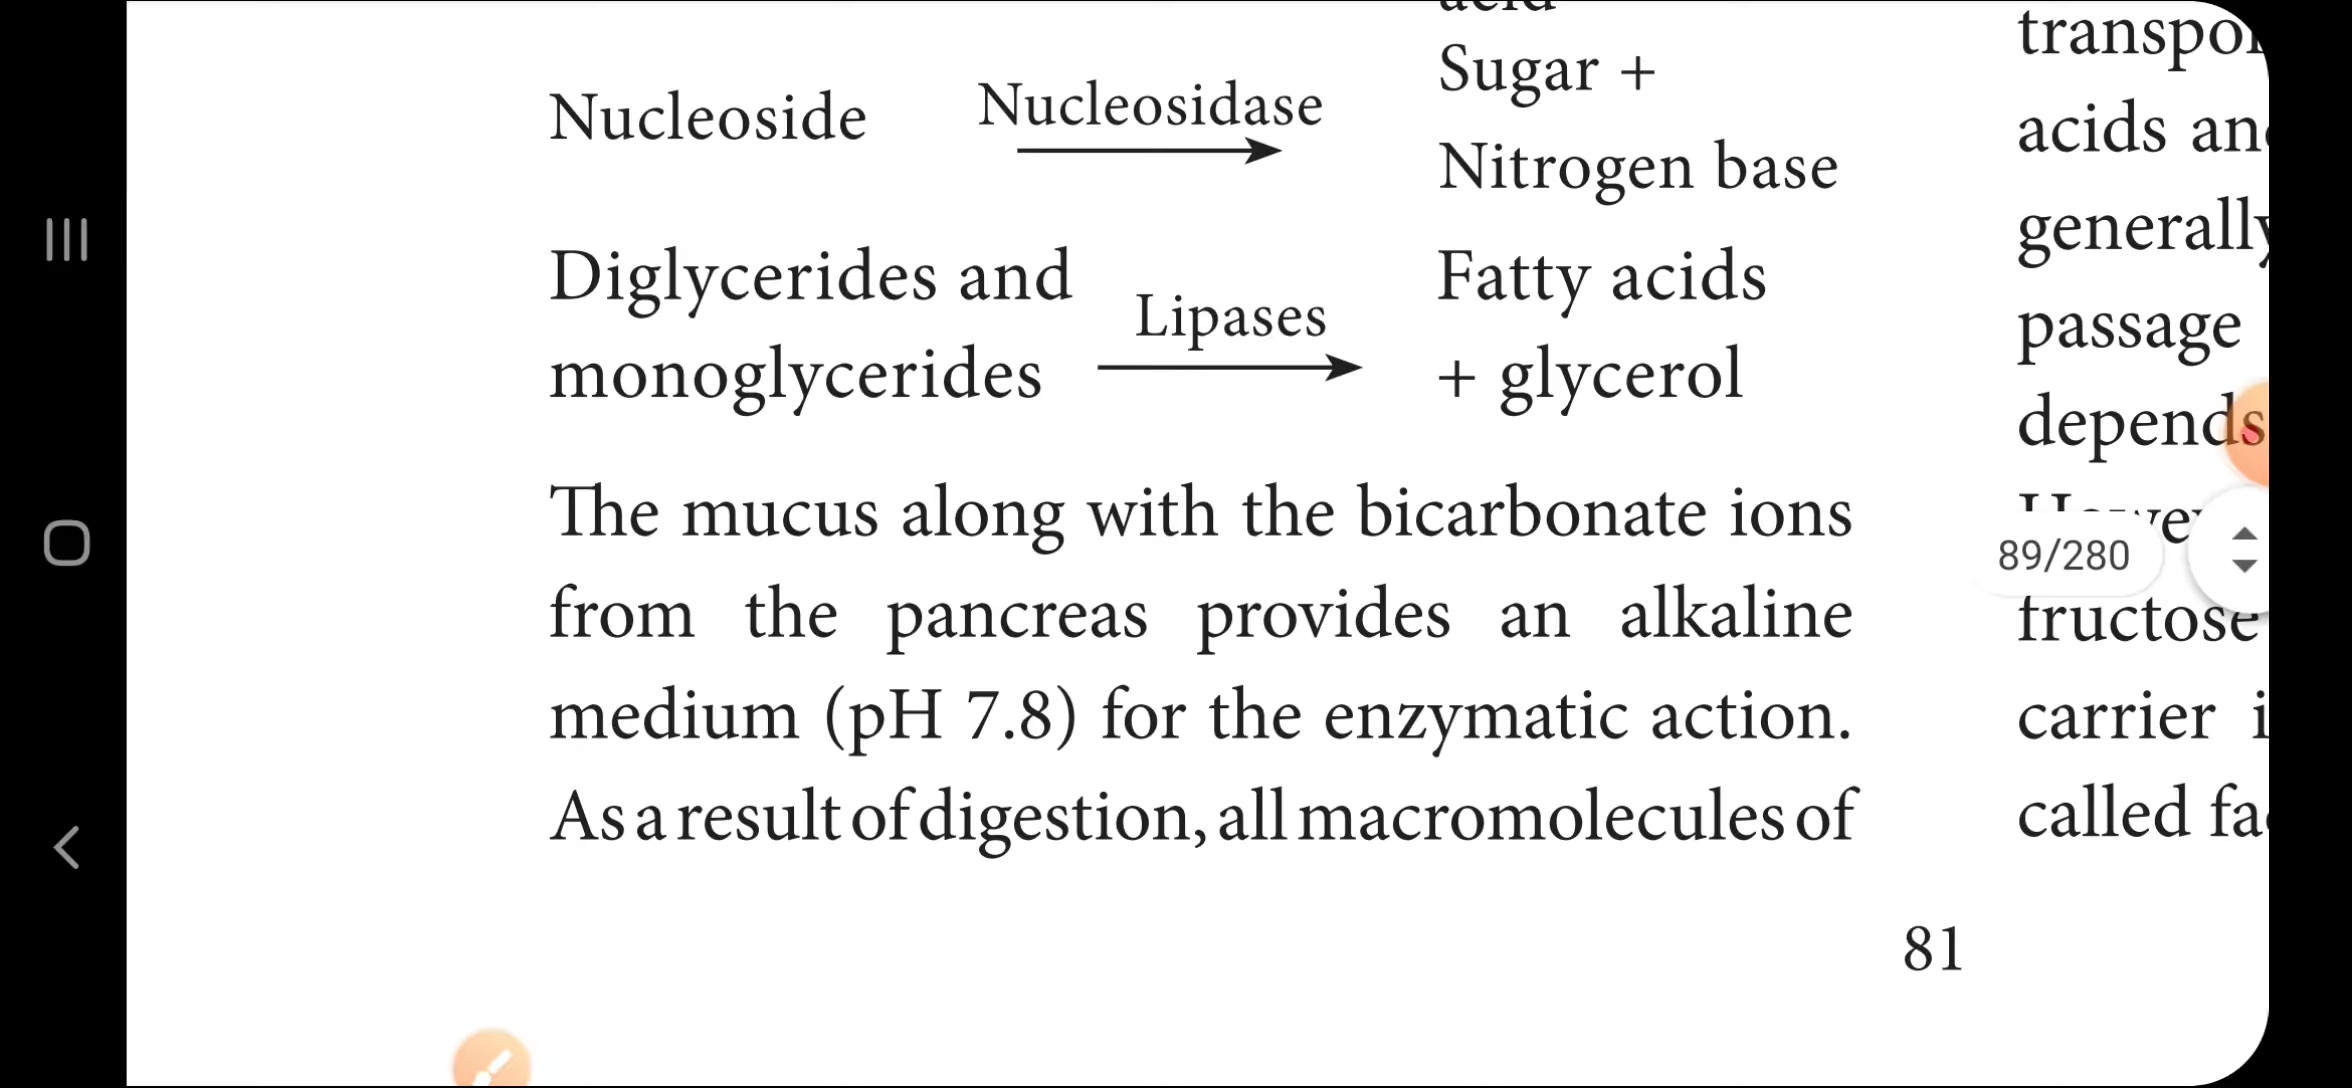 Sugar +
Nucleoside Nucleosidase
Nitrogen base
Diglycerides and Fatty acids
Lipases
monoglycerides + glycerol
The mucus along with the bicarbonate ions
from the pancreas provides an alkaline
medium (pH 7.8) for the enzymatic action.
As a result of digestion, all macromolecules of
81
acids
generally
passage
depends
89/280
fructose
carrier
called